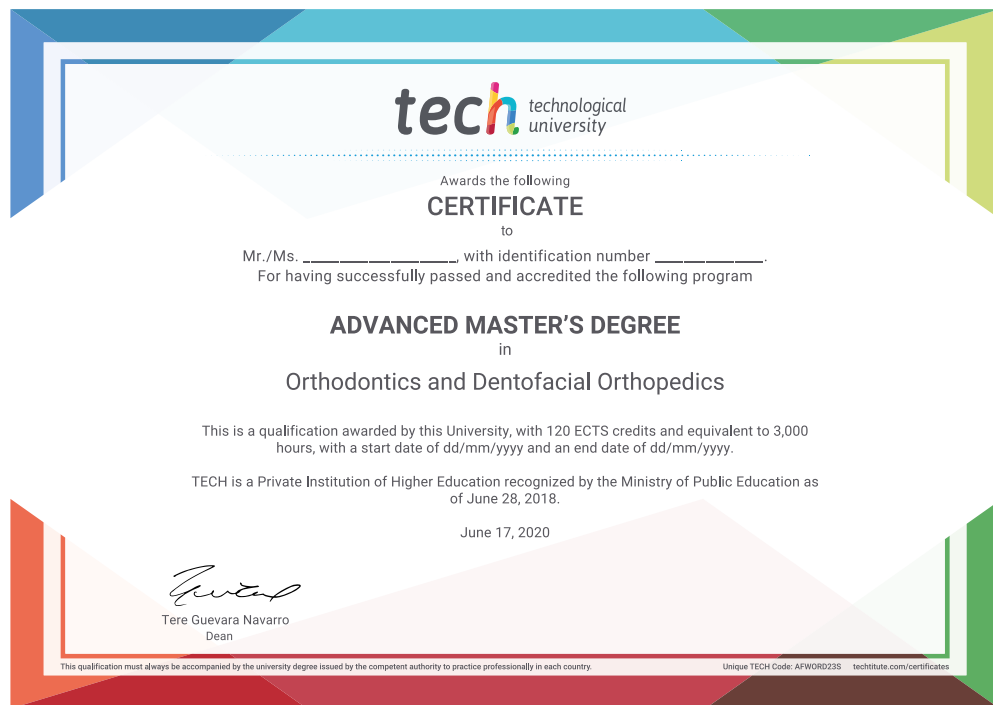 tech technological
university
Awards the following
CERTIFICATE
to
Mr./Ms. __________________, with identification number _____________.
For having successfully passed and accredited the following program
ADVANCED MASTER'S DEGREE
in
Orthodontics and Dentofacial Orthopedics
This is a qualification awarded by this University, with 120 ECTS credits and equivalent to 3,000
hours, with a start date of dd/mm/yyyy and an end date of dd/mm/yyyy.
TECH is a Private Institution of Higher Education recognized by the Ministry of Public Education as
of June 28, 2018.
June 17, 2020
Tere Guevara Navarro
Dean
This qualification must always be accompanied by the university degree issued by the competent authority to practice professionally in each country.
Unique TECH Code: AFWORD23S techtitute.com/certificates